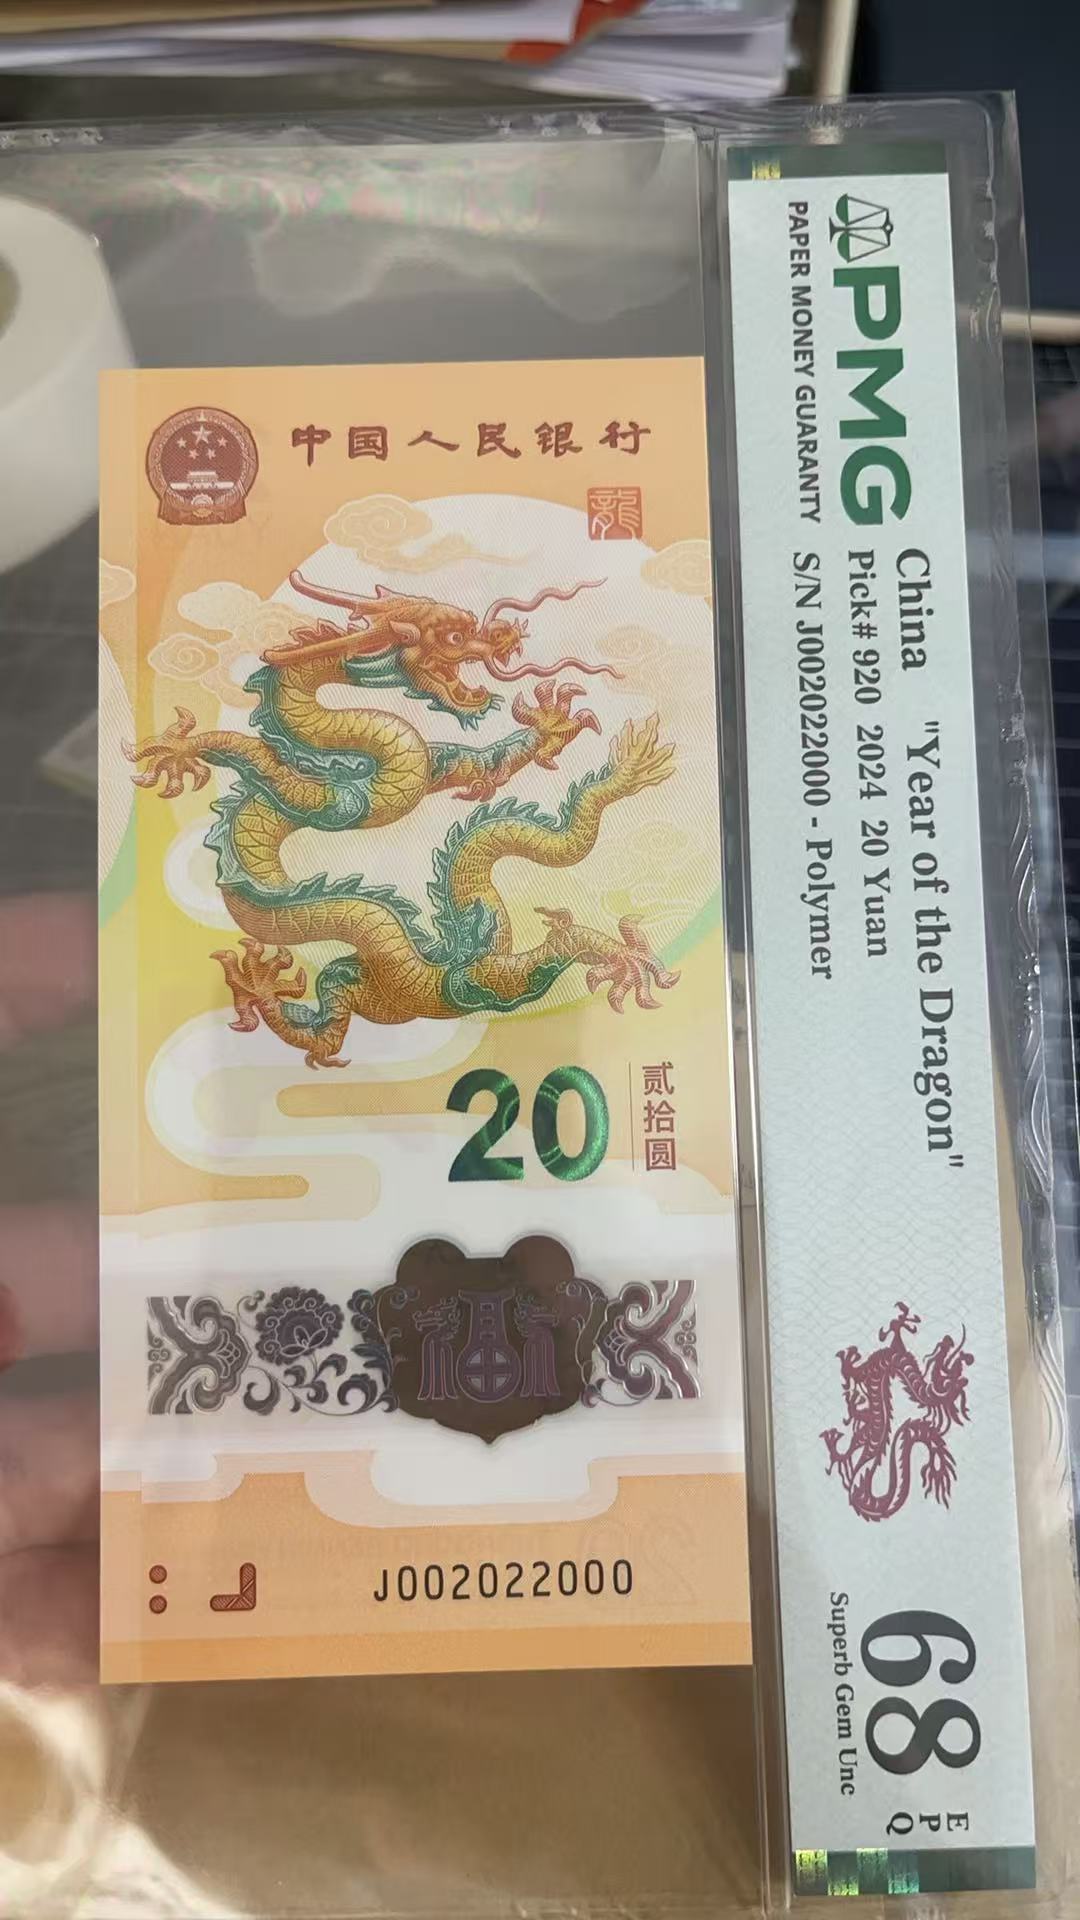 中国人民银行
龍
20
贰拾圆
福
J002022000
PMG
PAPER MONEY GUARANTY
China "Year of the Dragon"
Pick# 920 2024 20 Yuan
S/N J002022000 - Polymer
68
EPQ
Superb Gem Unc